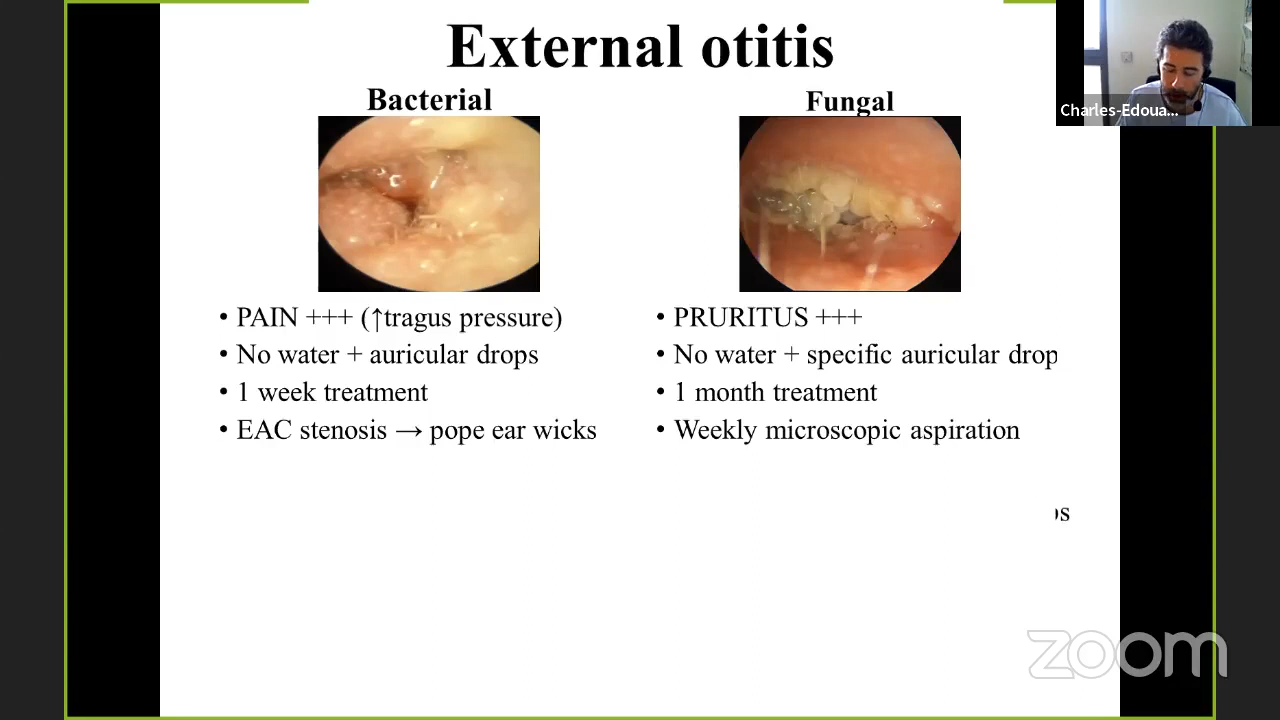 External otitis
Bacterial
Fungal
Charles-Edoua...
• PAIN +++ (↑tragus pressure)
• No water + auricular drops
• 1 week treatment
• EAC stenosis → pope ear wicks
• PRURITUS +++
• No water + specific auricular drop
• 1 month treatment
• Weekly microscopic aspiration
zoom